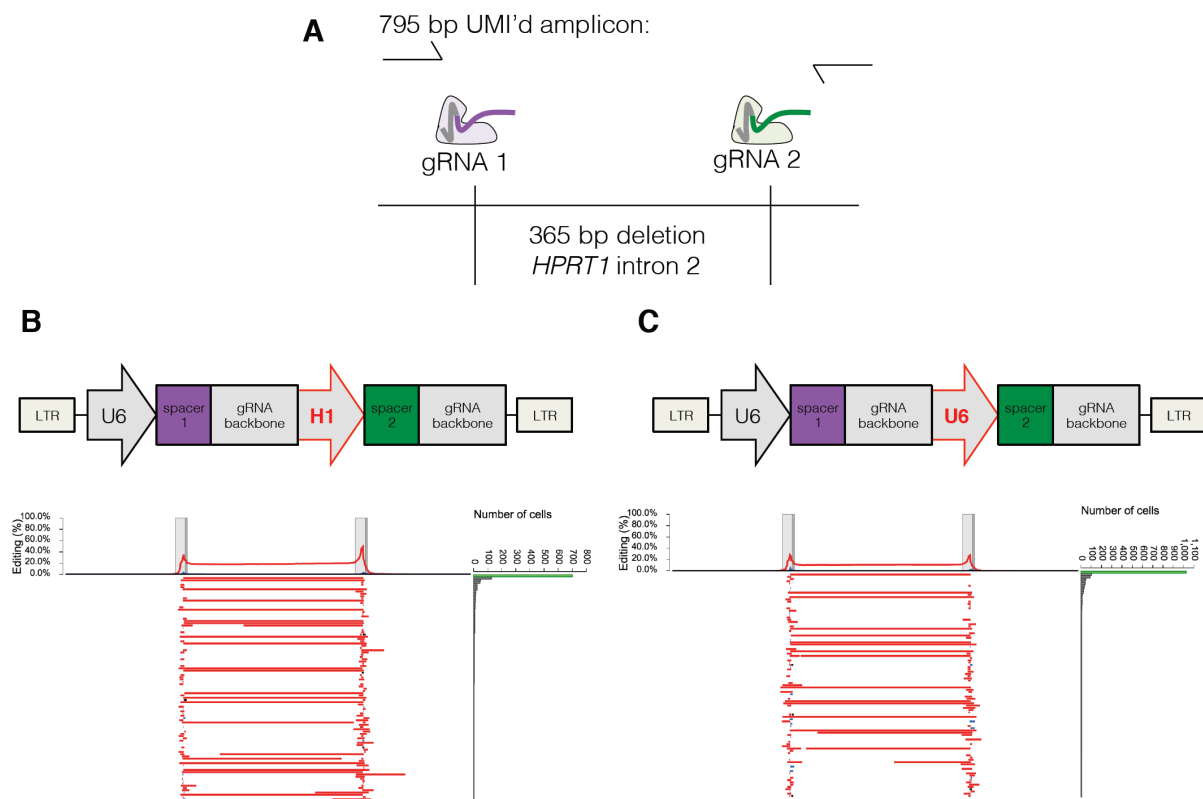 A
795 bp UMI'd amplicon:
gRNA 1
gRNA 2
365 bp deletion
HPRT1 intron 2
B
LTR
U6
spacer
1
gRNA
backbone
H1
spacer
2
gRNA
backbone
LTR
Editing (%)
100.0%
80.0%
60.0%
40.0%
20.0%
0.0%
Number of cells
0
100
200
300
400
500
600
700
800
C
LTR
U6
spacer
1
gRNA
backbone
U6
spacer
2
gRNA
backbone
LTR
Editing (%)
100.0%
80.0%
60.0%
40.0%
20.0%
0.0%
Number of cells
0
100
200
300
400
500
600
700
800
900
1,000
1,100